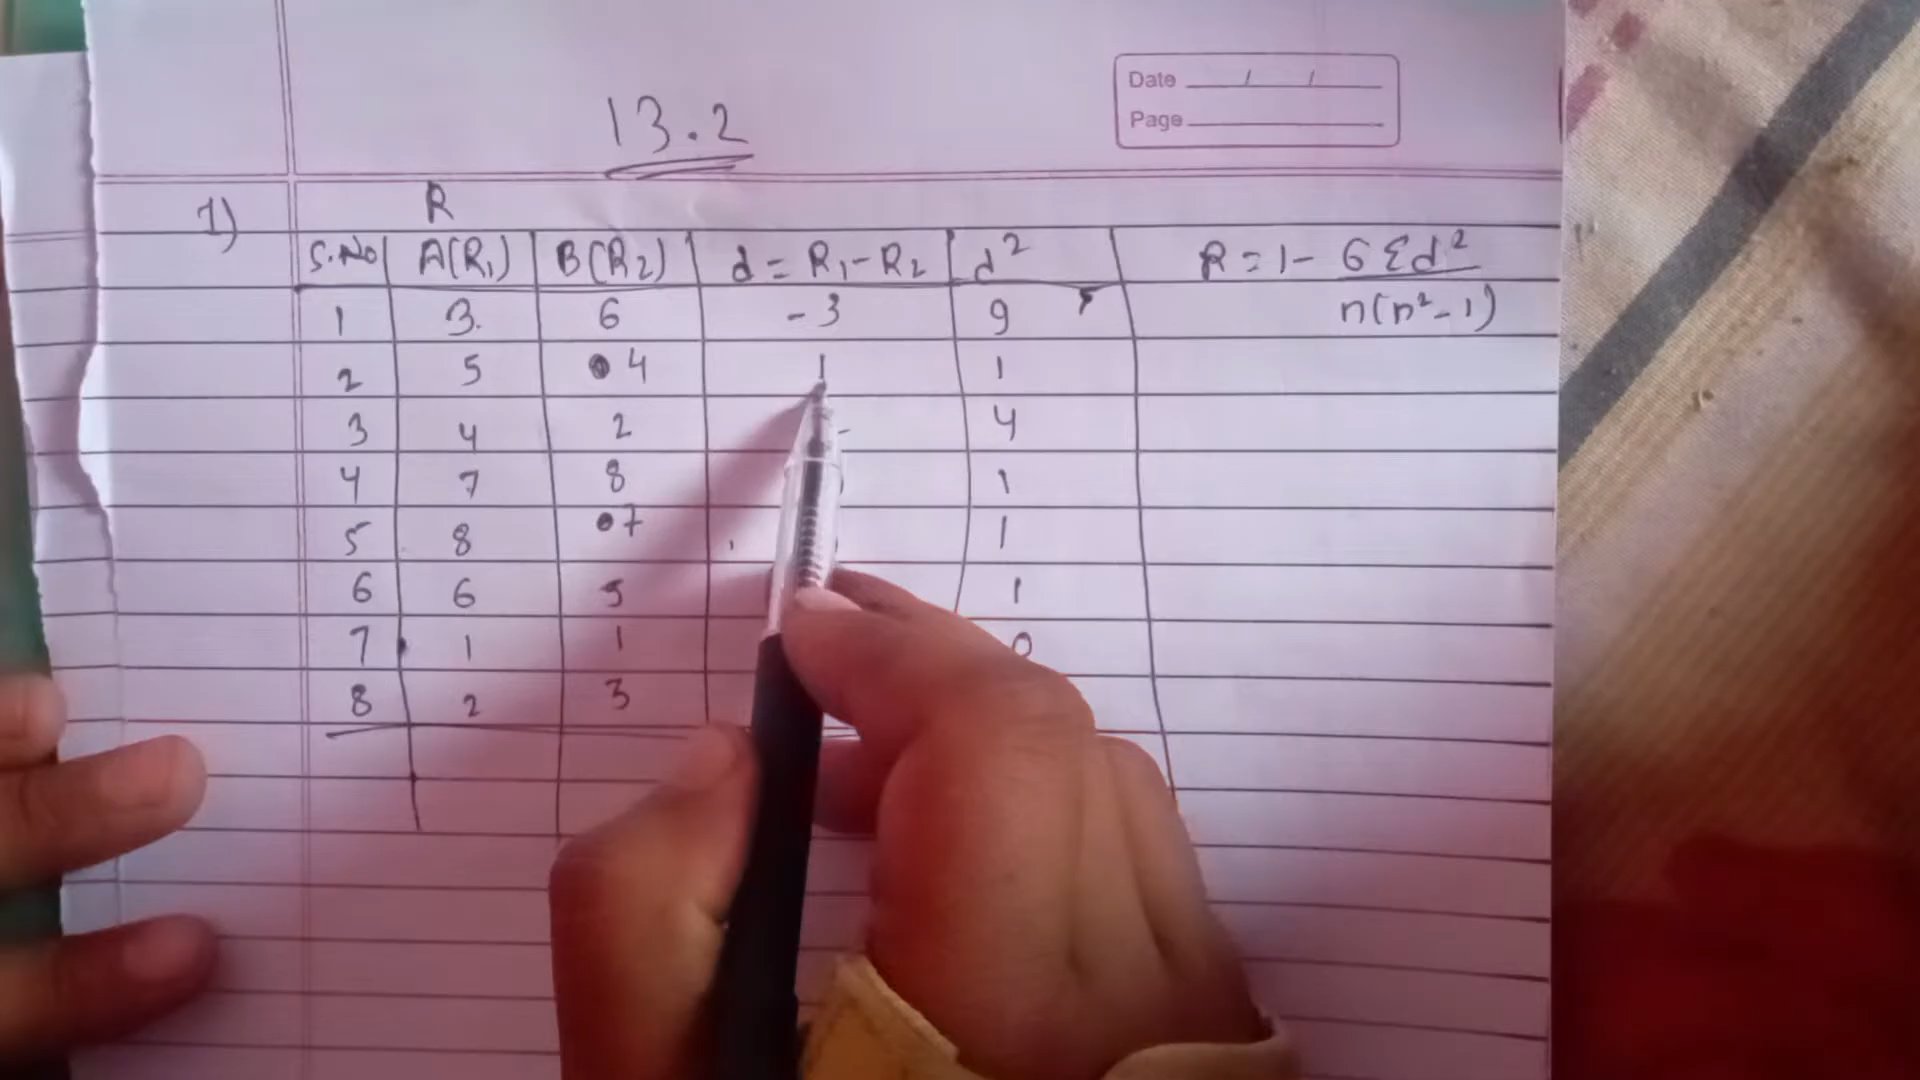 Date / /
Page
13.2
1) R
S.No A(R₁) B(R₂) d = R₁-R₂ d² R = 1- 6Σd²
n(n²-1)
1 3. 6 -3 9
2 5 4 1 1
3 4 2 4
4 7 8 1
5 8 7 1
6 6 5 1
7 1 1 0
8 2 3